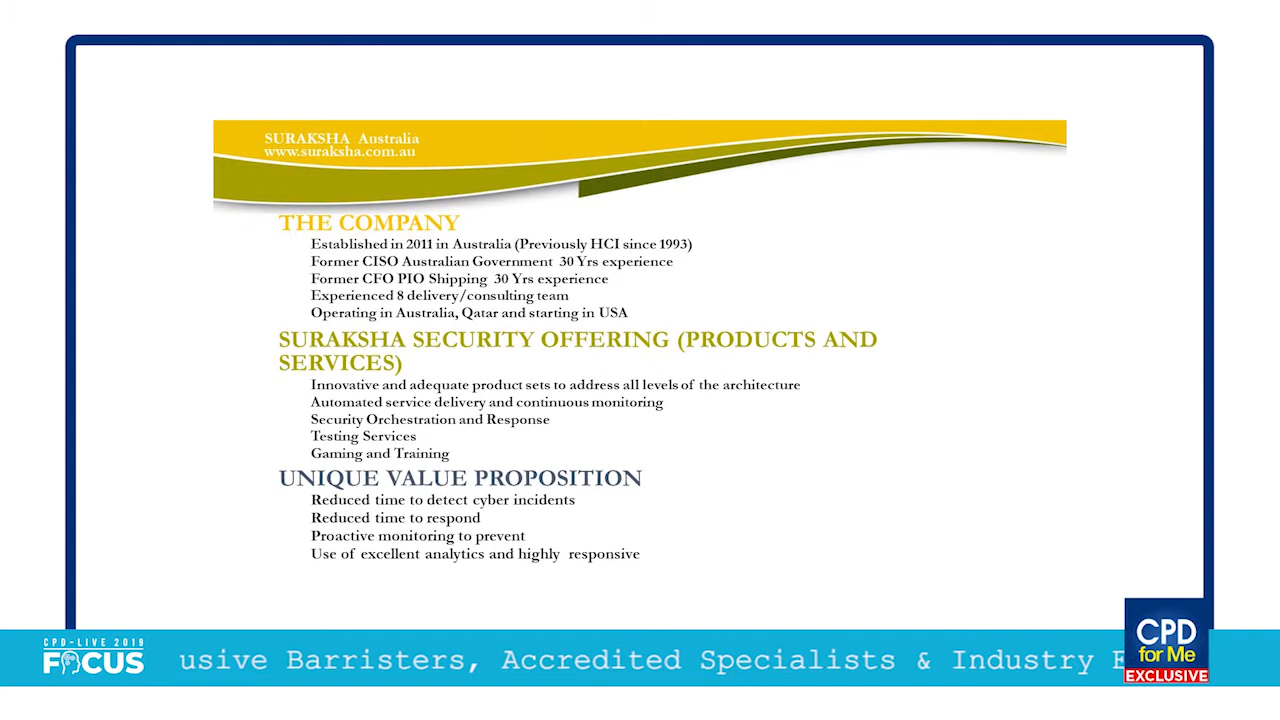 SURAKSHA Australia
www.suraksha.com.au
THE COMPANY
Established in 2011 in Australia (Previously HCI since 1993)
Former CISO Australian Government 30 Yrs experience
Former CFO PIO Shipping 30 Yrs experience
Experienced 8 delivery/consulting team
Operating in Australia, Qatar and starting in USA
SURAKSHA SECURITY OFFERING (PRODUCTS AND
SERVICES)
Innovative and adequate product sets to address all levels of the architecture
Automated service delivery and continuous monitoring
Security Orchestration and Response
Testing Services
Gaming and Training
UNIQUE VALUE PROPOSITION
Reduced time to detect cyber incidents
Reduced time to respond
Proactive monitoring to prevent
Use of excellent analytics and highly responsive
CPD-LIVE 2019
FOCUS
usive Barristers, Accredited Specialists & Industry E
CPD
for Me
EXCLUSIVE